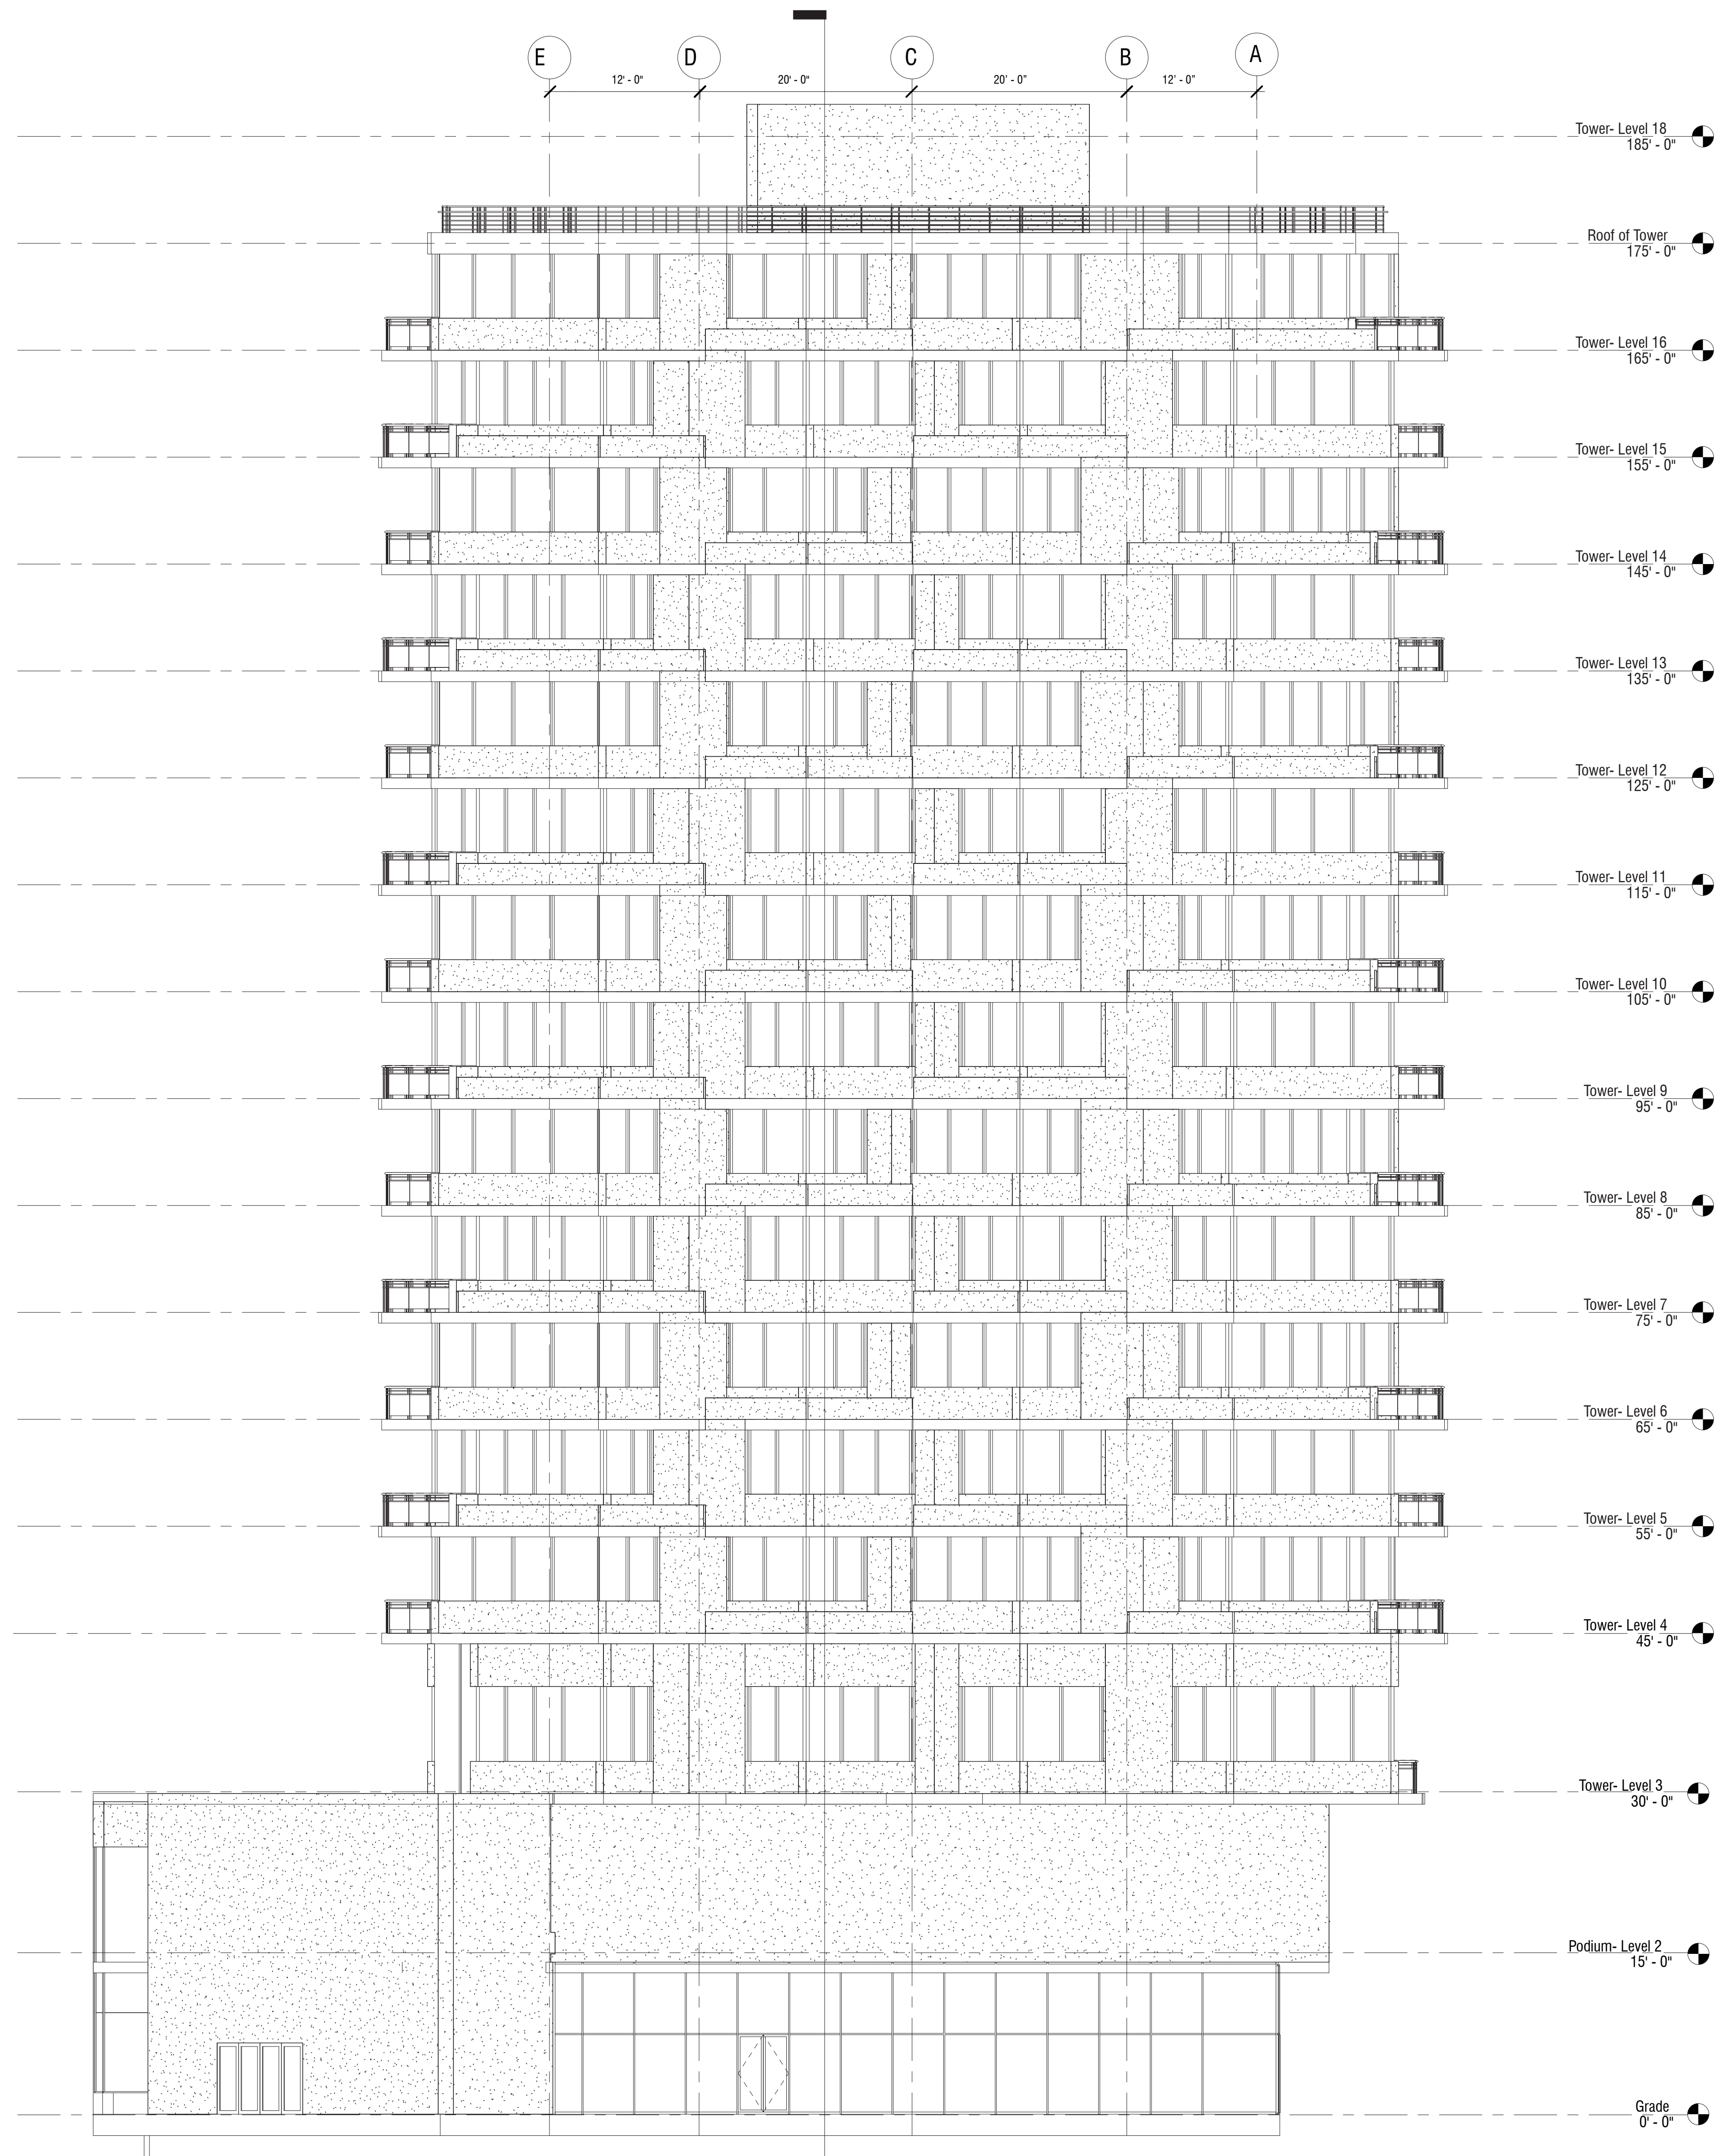 E D C B A
12' - 0" 20' - 0" 20' - 0" 12' - 0"
Tower- Level 18
185' - 0"
Roof of Tower
175' - 0"
Tower- Level 16
165' - 0"
Tower- Level 15
155' - 0"
Tower- Level 14
145' - 0"
Tower- Level 13
135' - 0"
Tower- Level 12
125' - 0"
Tower- Level 11
115' - 0"
Tower- Level 10
105' - 0"
Tower- Level 9
95' - 0"
Tower- Level 8
85' - 0"
Tower- Level 7
75' - 0"
Tower- Level 6
65' - 0"
Tower- Level 5
55' - 0"
Tower- Level 4
45' - 0"
Tower- Level 3
30' - 0"
Podium- Level 2
15' - 0"
Grade
0' - 0"